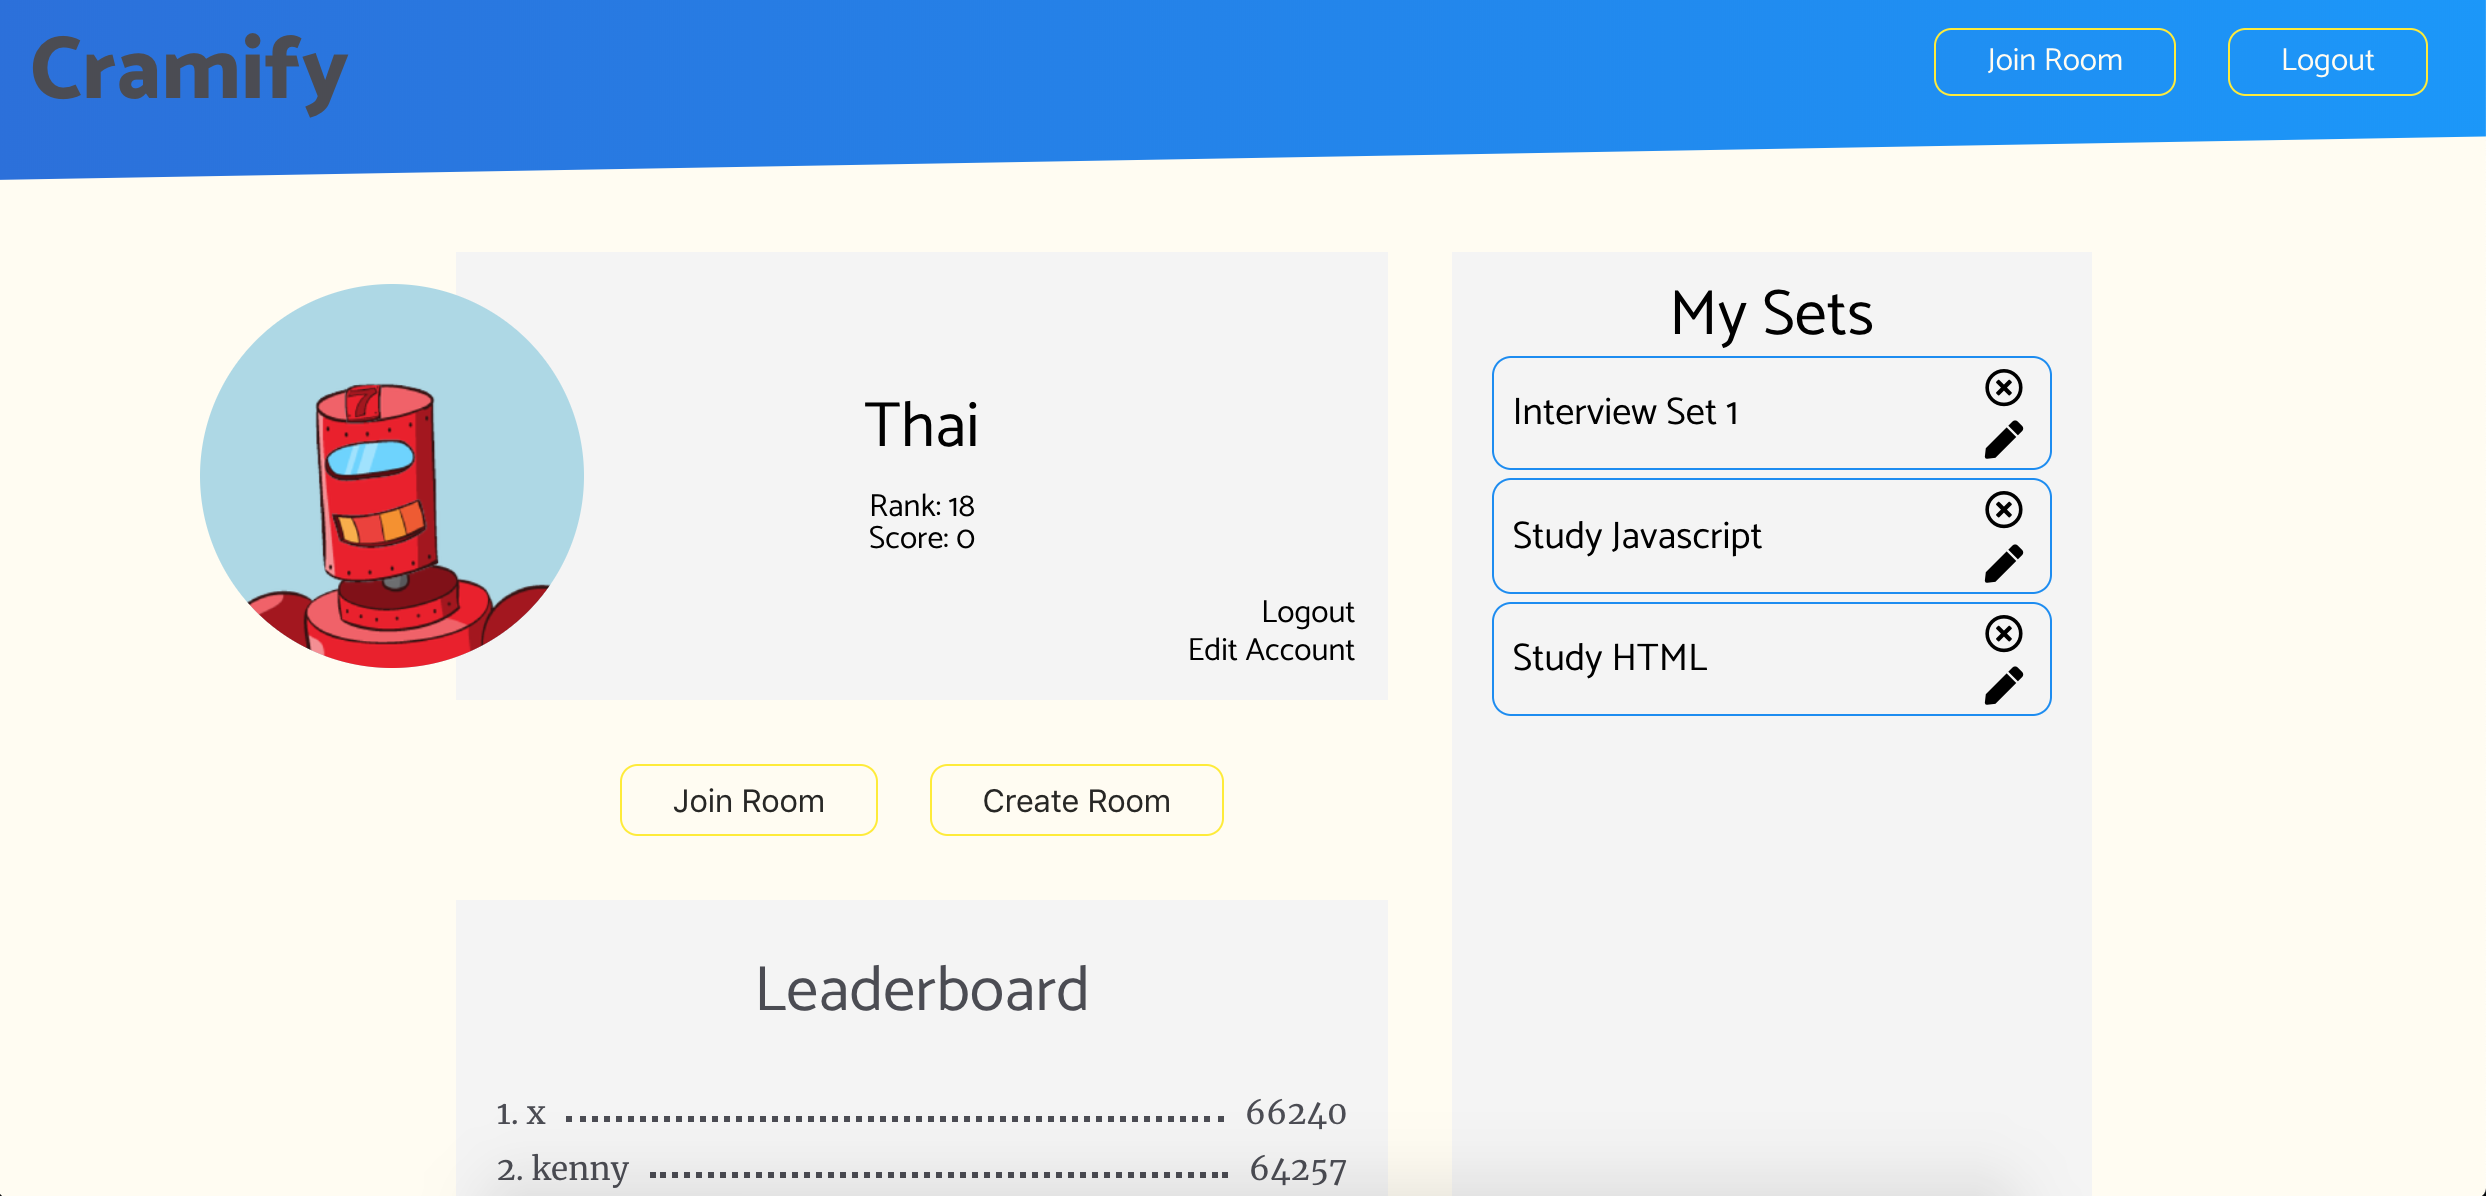 Cramify
Join Room
Logout
7
Thai
Rank: 18
Score: 0
Logout
Edit Account
Join Room
Create Room
Leaderboard
1. x 66240
2. kenny 64257
My Sets
Interview Set 1
Study Javascript
Study HTML